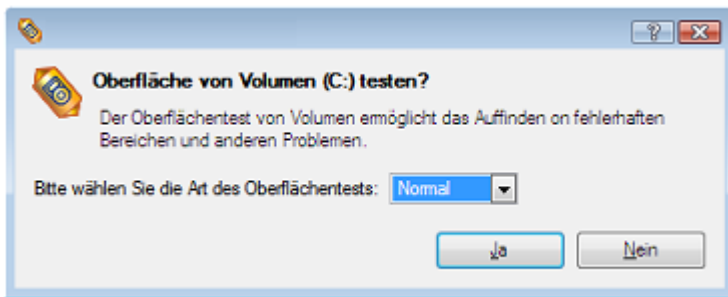 Oberfläche von Volumen (C:) testen?
Der Oberflächentest von Volumen ermöglicht das Auffinden on fehlerhaften
Bereichen und anderen Problemen.
Bitte wählen Sie die Art des Oberflächentests: Normal
Ja Nein